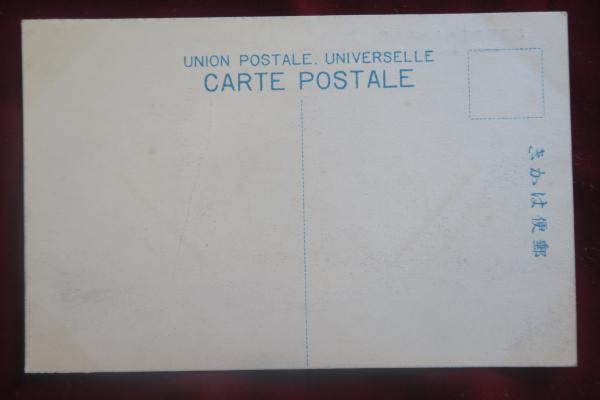 UNION POSTALE. UNIVERSELLE
CARTE POSTALE
きかは便郵